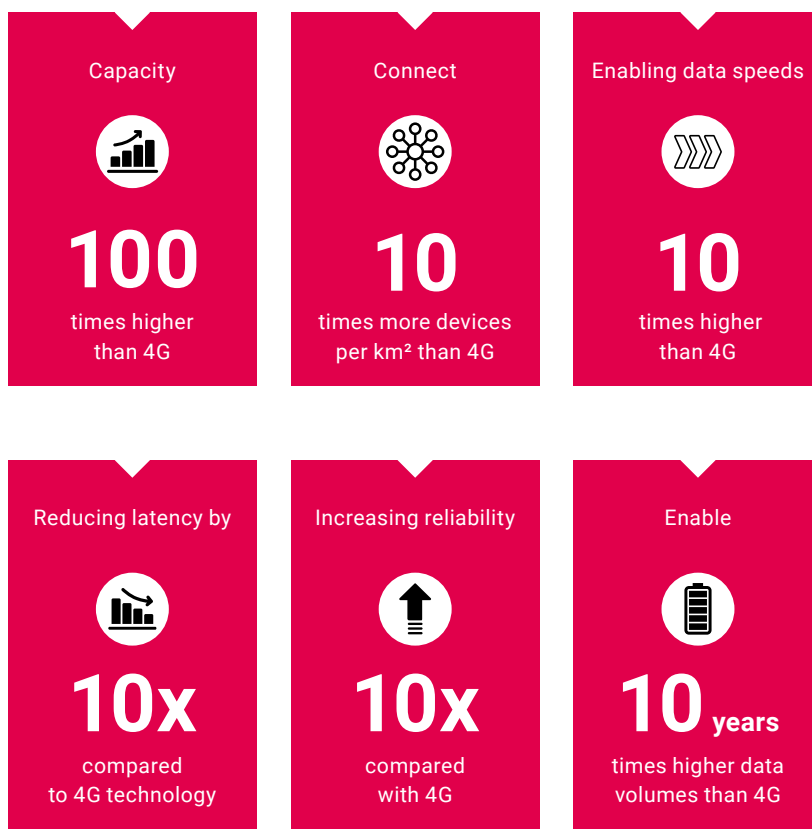 Capacity
100
times higher
than 4G
Connect
10
times more devices
per km² than 4G
Enabling data speeds
10
times higher
than 4G
Reducing latency by
10x
compared
to 4G technology
Increasing reliability
10x
compared
with 4G
Enable
10 years
times higher data
volumes than 4G